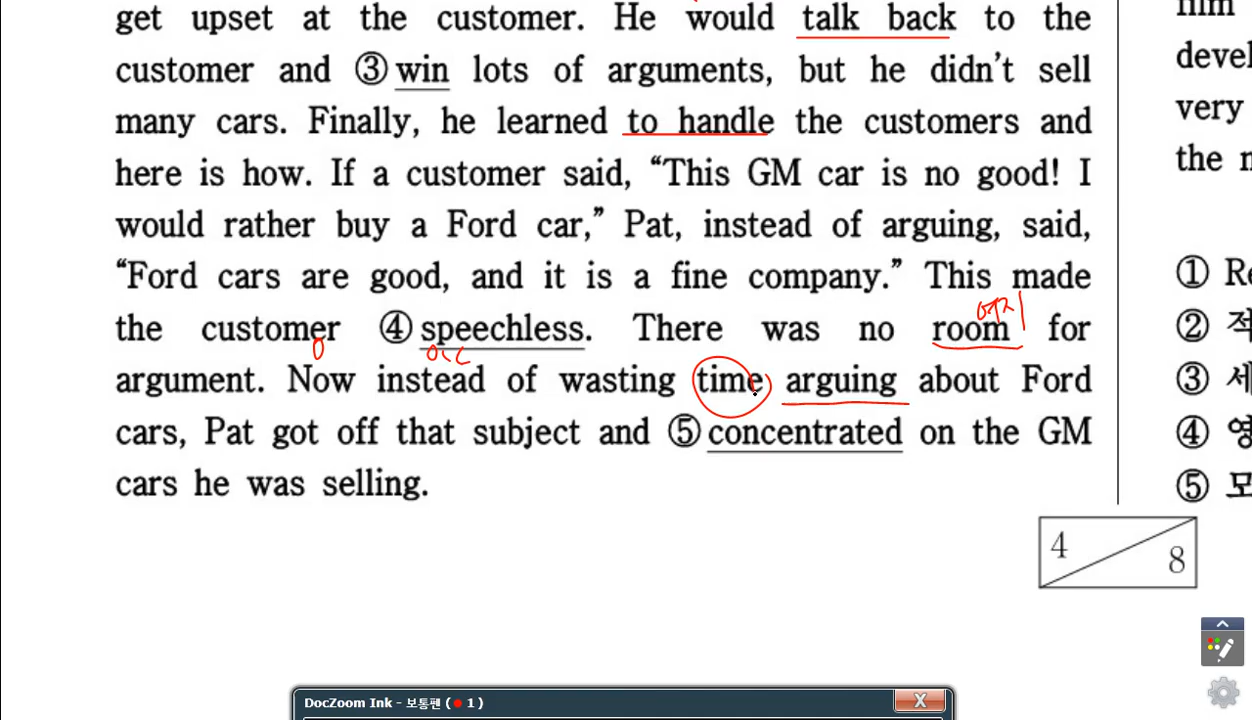 get upset at the customer. He would talk back to the
customer and ③ win lots of arguments, but he didn't sell
many cars. Finally, he learned to handle the customers and
here is how. If a customer said, “This GM car is no good! I
would rather buy a Ford car,” Pat, instead of arguing, said,
“Ford cars are good, and it is a fine company.” This made
여지
the customer ④ speechless. There was no room for
argument. Now instead of wasting time arguing about Ford
cars, Pat got off that subject and ⑤ concentrated on the GM
cars he was selling.
4
8
film
devel
very
the
①
② 적
③ 세
④ 영
⑤ 모
DocZoom Ink - 보통펜 ( 1 )
X